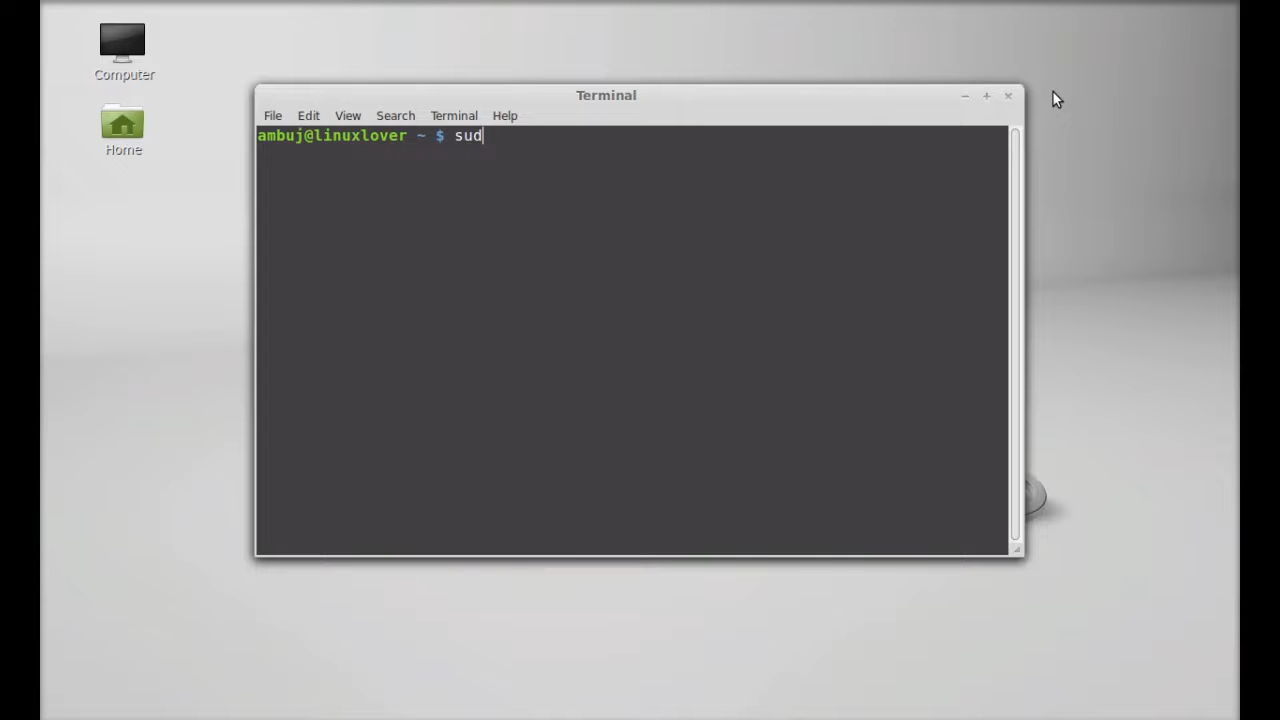 Computer
Home
Terminal
File Edit View Search Terminal Help
ambuj@linuxlover ~ $ sud